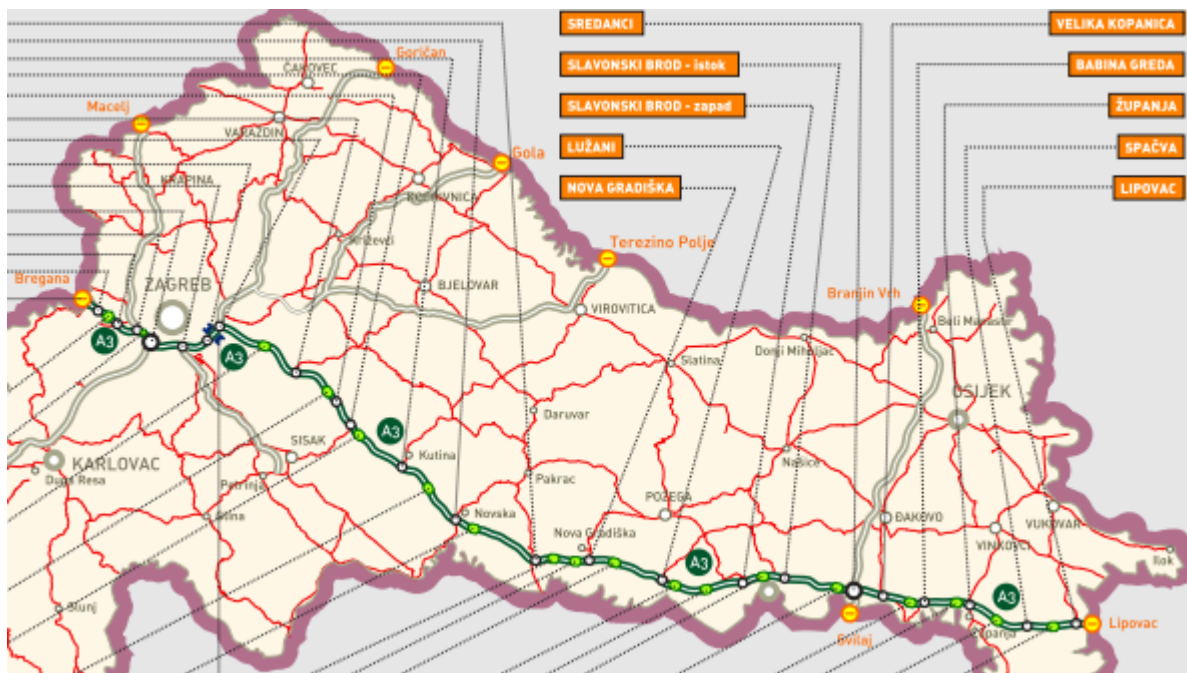 SREDANCI
VELIKA KOPANICA
SLAVONSKI BROD - istok
BABINA GREDA
SLAVONSKI BROD - zapad
ŽUPANJA
LUŽANI
SPAČVA
NOVA GRADIŠKA
LIPOVAC
Goričan
ČAKOVEC
Macelj
VARAŽDIN
Gola
KRAPINA
KOPRIVNICA
Križevci
Terezino Polje
Bregana
ZAGREB
BJELOVAR
VIROVITICA
Branjin Vrh
Beli Manastir
A3
A3
Donji Miholjac
Slatina
OSIJEK
Daruvar
A3
SISAK
Kutina
KARLOVAC
Duga Resa
Našice
Petrinja
Pakrac
POŽEGA
Glina
Novska
ĐAKOVO
VUKOVAR
Nova Gradiška
VINKOVCI
Ilok
A3
A3
Slunj
Svilaj
Županja
Lipovac